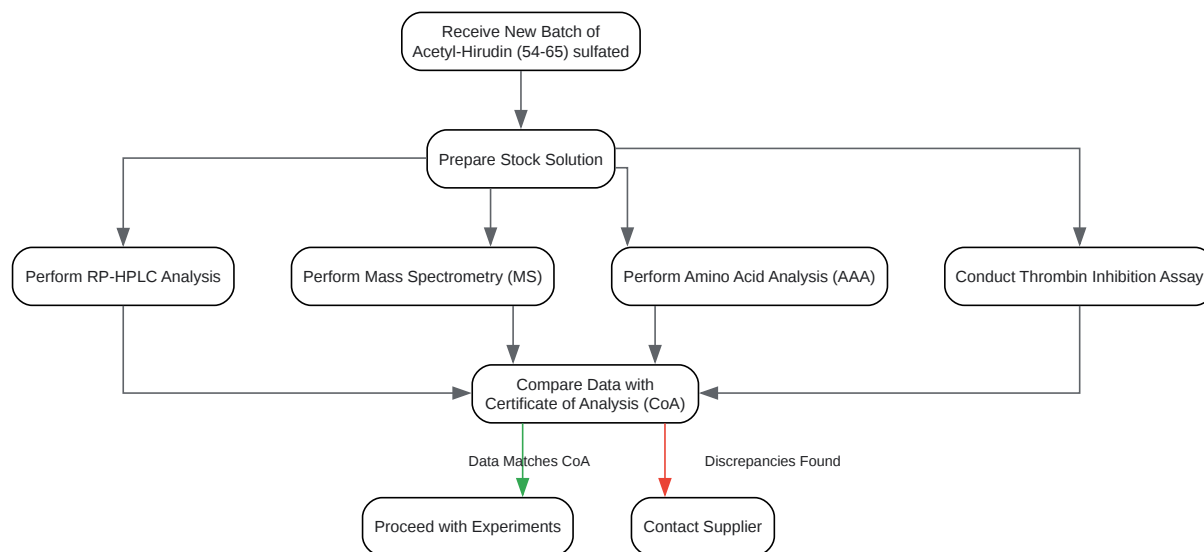 Receive New Batch of
Acetyl-Hirudin (54-65) sulfated
Prepare Stock Solution
Perform RP-HPLC Analysis
Perform Mass Spectrometry (MS)
Perform Amino Acid Analysis (AAA)
Conduct Thrombin Inhibition Assay
Compare Data with
Certificate of Analysis (CoA)
Data Matches CoA
Discrepancies Found
Proceed with Experiments
Contact Supplier